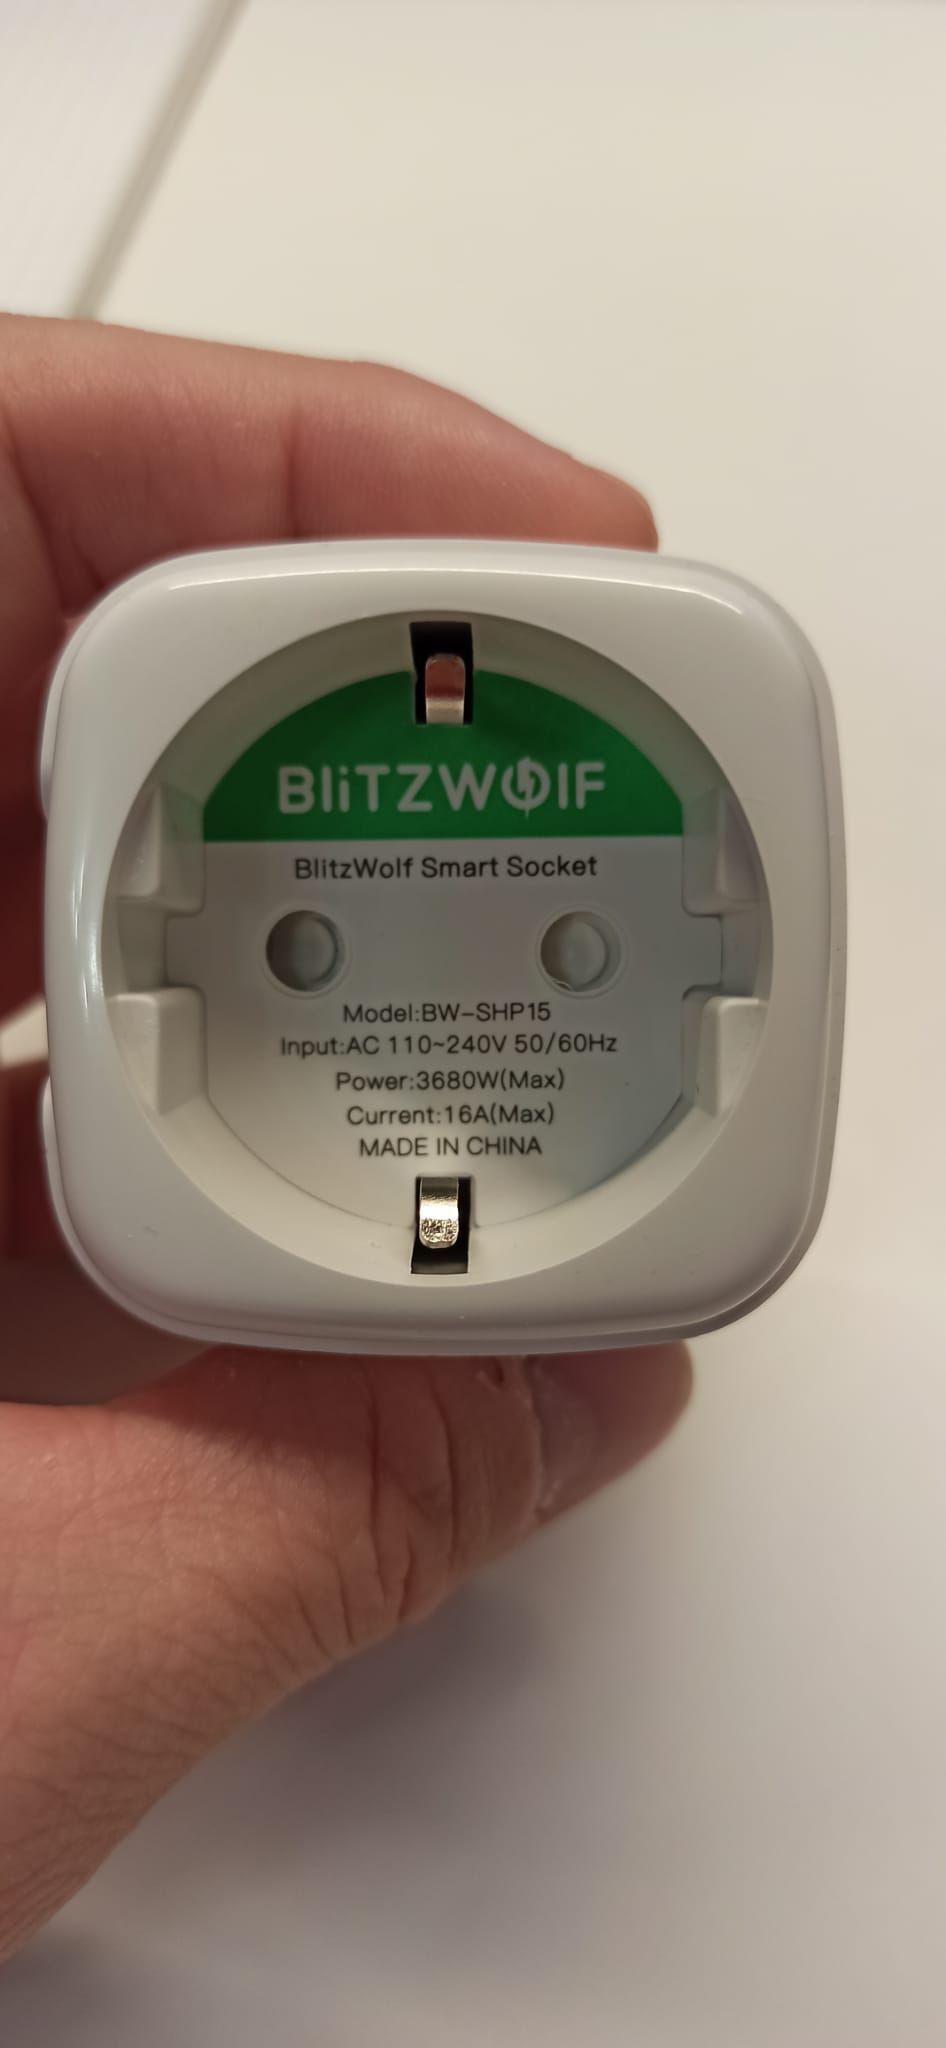 BLiTZWOLF
BlitzWolf Smart Socket
Model:BW-SHP15
Input:AC 110~240V 50/60Hz
Power:3680W(Max)
Current:16A(Max)
MADE IN CHINA